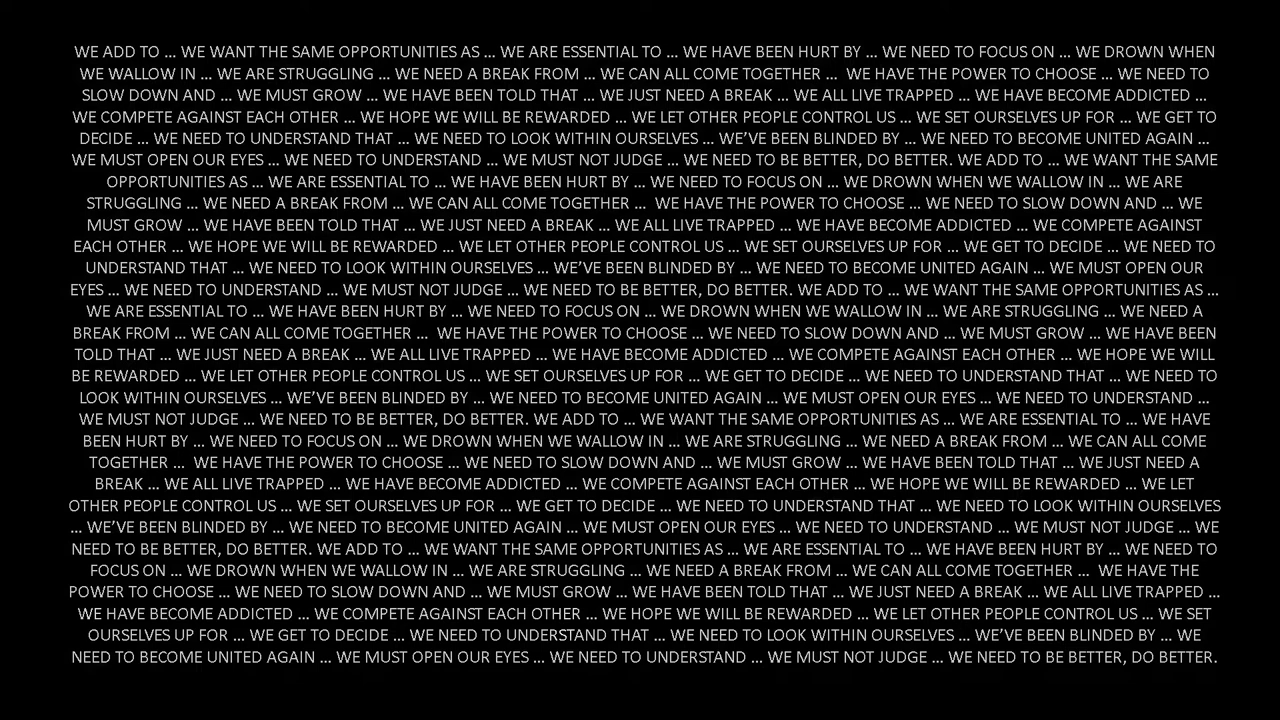 WE ADD TO … WE WANT THE SAME OPPORTUNITIES AS … WE ARE ESSENTIAL TO … WE HAVE BEEN HURT BY … WE NEED TO FOCUS ON … WE DROWN WHEN
WE WALLOW IN … WE ARE STRUGGLING … WE NEED A BREAK FROM … WE CAN ALL COME TOGETHER …  WE HAVE THE POWER TO CHOOSE … WE NEED TO
SLOW DOWN AND … WE MUST GROW … WE HAVE BEEN TOLD THAT … WE JUST NEED A BREAK … WE ALL LIVE TRAPPED … WE HAVE BECOME ADDICTED …
WE COMPETE AGAINST EACH OTHER … WE HOPE WE WILL BE REWARDED … WE LET OTHER PEOPLE CONTROL US … WE SET OURSELVES UP FOR … WE GET TO
DECIDE … WE NEED TO UNDERSTAND THAT … WE NEED TO LOOK WITHIN OURSELVES … WE’VE BEEN BLINDED BY … WE NEED TO BECOME UNITED AGAIN …
WE MUST OPEN OUR EYES … WE NEED TO UNDERSTAND … WE MUST NOT JUDGE … WE NEED TO BE BETTER, DO BETTER. WE ADD TO … WE WANT THE SAME
OPPORTUNITIES AS … WE ARE ESSENTIAL TO … WE HAVE BEEN HURT BY … WE NEED TO FOCUS ON … WE DROWN WHEN WE WALLOW IN … WE ARE
STRUGGLING … WE NEED A BREAK FROM … WE CAN ALL COME TOGETHER …  WE HAVE THE POWER TO CHOOSE … WE NEED TO SLOW DOWN AND … WE
MUST GROW … WE HAVE BEEN TOLD THAT … WE JUST NEED A BREAK … WE ALL LIVE TRAPPED … WE HAVE BECOME ADDICTED … WE COMPETE AGAINST
EACH OTHER … WE HOPE WE WILL BE REWARDED … WE LET OTHER PEOPLE CONTROL US … WE SET OURSELVES UP FOR … WE GET TO DECIDE … WE NEED TO
UNDERSTAND THAT … WE NEED TO LOOK WITHIN OURSELVES … WE’VE BEEN BLINDED BY … WE NEED TO BECOME UNITED AGAIN … WE MUST OPEN OUR
EYES … WE NEED TO UNDERSTAND … WE MUST NOT JUDGE … WE NEED TO BE BETTER, DO BETTER. WE ADD TO … WE WANT THE SAME OPPORTUNITIES AS …
WE ARE ESSENTIAL TO … WE HAVE BEEN HURT BY … WE NEED TO FOCUS ON … WE DROWN WHEN WE WALLOW IN … WE ARE STRUGGLING … WE NEED A
BREAK FROM … WE CAN ALL COME TOGETHER …  WE HAVE THE POWER TO CHOOSE … WE NEED TO SLOW DOWN AND … WE MUST GROW … WE HAVE BEEN
TOLD THAT … WE JUST NEED A BREAK … WE ALL LIVE TRAPPED … WE HAVE BECOME ADDICTED … WE COMPETE AGAINST EACH OTHER … WE HOPE WE WILL
BE REWARDED … WE LET OTHER PEOPLE CONTROL US … WE SET OURSELVES UP FOR … WE GET TO DECIDE … WE NEED TO UNDERSTAND THAT … WE NEED TO
LOOK WITHIN OURSELVES … WE’VE BEEN BLINDED BY … WE NEED TO BECOME UNITED AGAIN … WE MUST OPEN OUR EYES … WE NEED TO UNDERSTAND …
WE MUST NOT JUDGE … WE NEED TO BE BETTER, DO BETTER. WE ADD TO … WE WANT THE SAME OPPORTUNITIES AS … WE ARE ESSENTIAL TO … WE HAVE
BEEN HURT BY … WE NEED TO FOCUS ON … WE DROWN WHEN WE WALLOW IN … WE ARE STRUGGLING … WE NEED A BREAK FROM … WE CAN ALL COME
TOGETHER …  WE HAVE THE POWER TO CHOOSE … WE NEED TO SLOW DOWN AND … WE MUST GROW … WE HAVE BEEN TOLD THAT … WE JUST NEED A
BREAK … WE ALL LIVE TRAPPED … WE HAVE BECOME ADDICTED … WE COMPETE AGAINST EACH OTHER … WE HOPE WE WILL BE REWARDED … WE LET
OTHER PEOPLE CONTROL US … WE SET OURSELVES UP FOR … WE GET TO DECIDE … WE NEED TO UNDERSTAND THAT … WE NEED TO LOOK WITHIN OURSELVES
… WE’VE BEEN BLINDED BY … WE NEED TO BECOME UNITED AGAIN … WE MUST OPEN OUR EYES … WE NEED TO UNDERSTAND … WE MUST NOT JUDGE … WE
NEED TO BE BETTER, DO BETTER. WE ADD TO … WE WANT THE SAME OPPORTUNITIES AS … WE ARE ESSENTIAL TO … WE HAVE BEEN HURT BY … WE NEED TO
FOCUS ON … WE DROWN WHEN WE WALLOW IN … WE ARE STRUGGLING … WE NEED A BREAK FROM … WE CAN ALL COME TOGETHER …  WE HAVE THE
POWER TO CHOOSE … WE NEED TO SLOW DOWN AND … WE MUST GROW … WE HAVE BEEN TOLD THAT … WE JUST NEED A BREAK … WE ALL LIVE TRAPPED …
WE HAVE BECOME ADDICTED … WE COMPETE AGAINST EACH OTHER … WE HOPE WE WILL BE REWARDED … WE LET OTHER PEOPLE CONTROL US … WE SET
OURSELVES UP FOR … WE GET TO DECIDE … WE NEED TO UNDERSTAND THAT … WE NEED TO LOOK WITHIN OURSELVES … WE’VE BEEN BLINDED BY … WE
NEED TO BECOME UNITED AGAIN … WE MUST OPEN OUR EYES … WE NEED TO UNDERSTAND … WE MUST NOT JUDGE … WE NEED TO BE BETTER, DO BETTER.